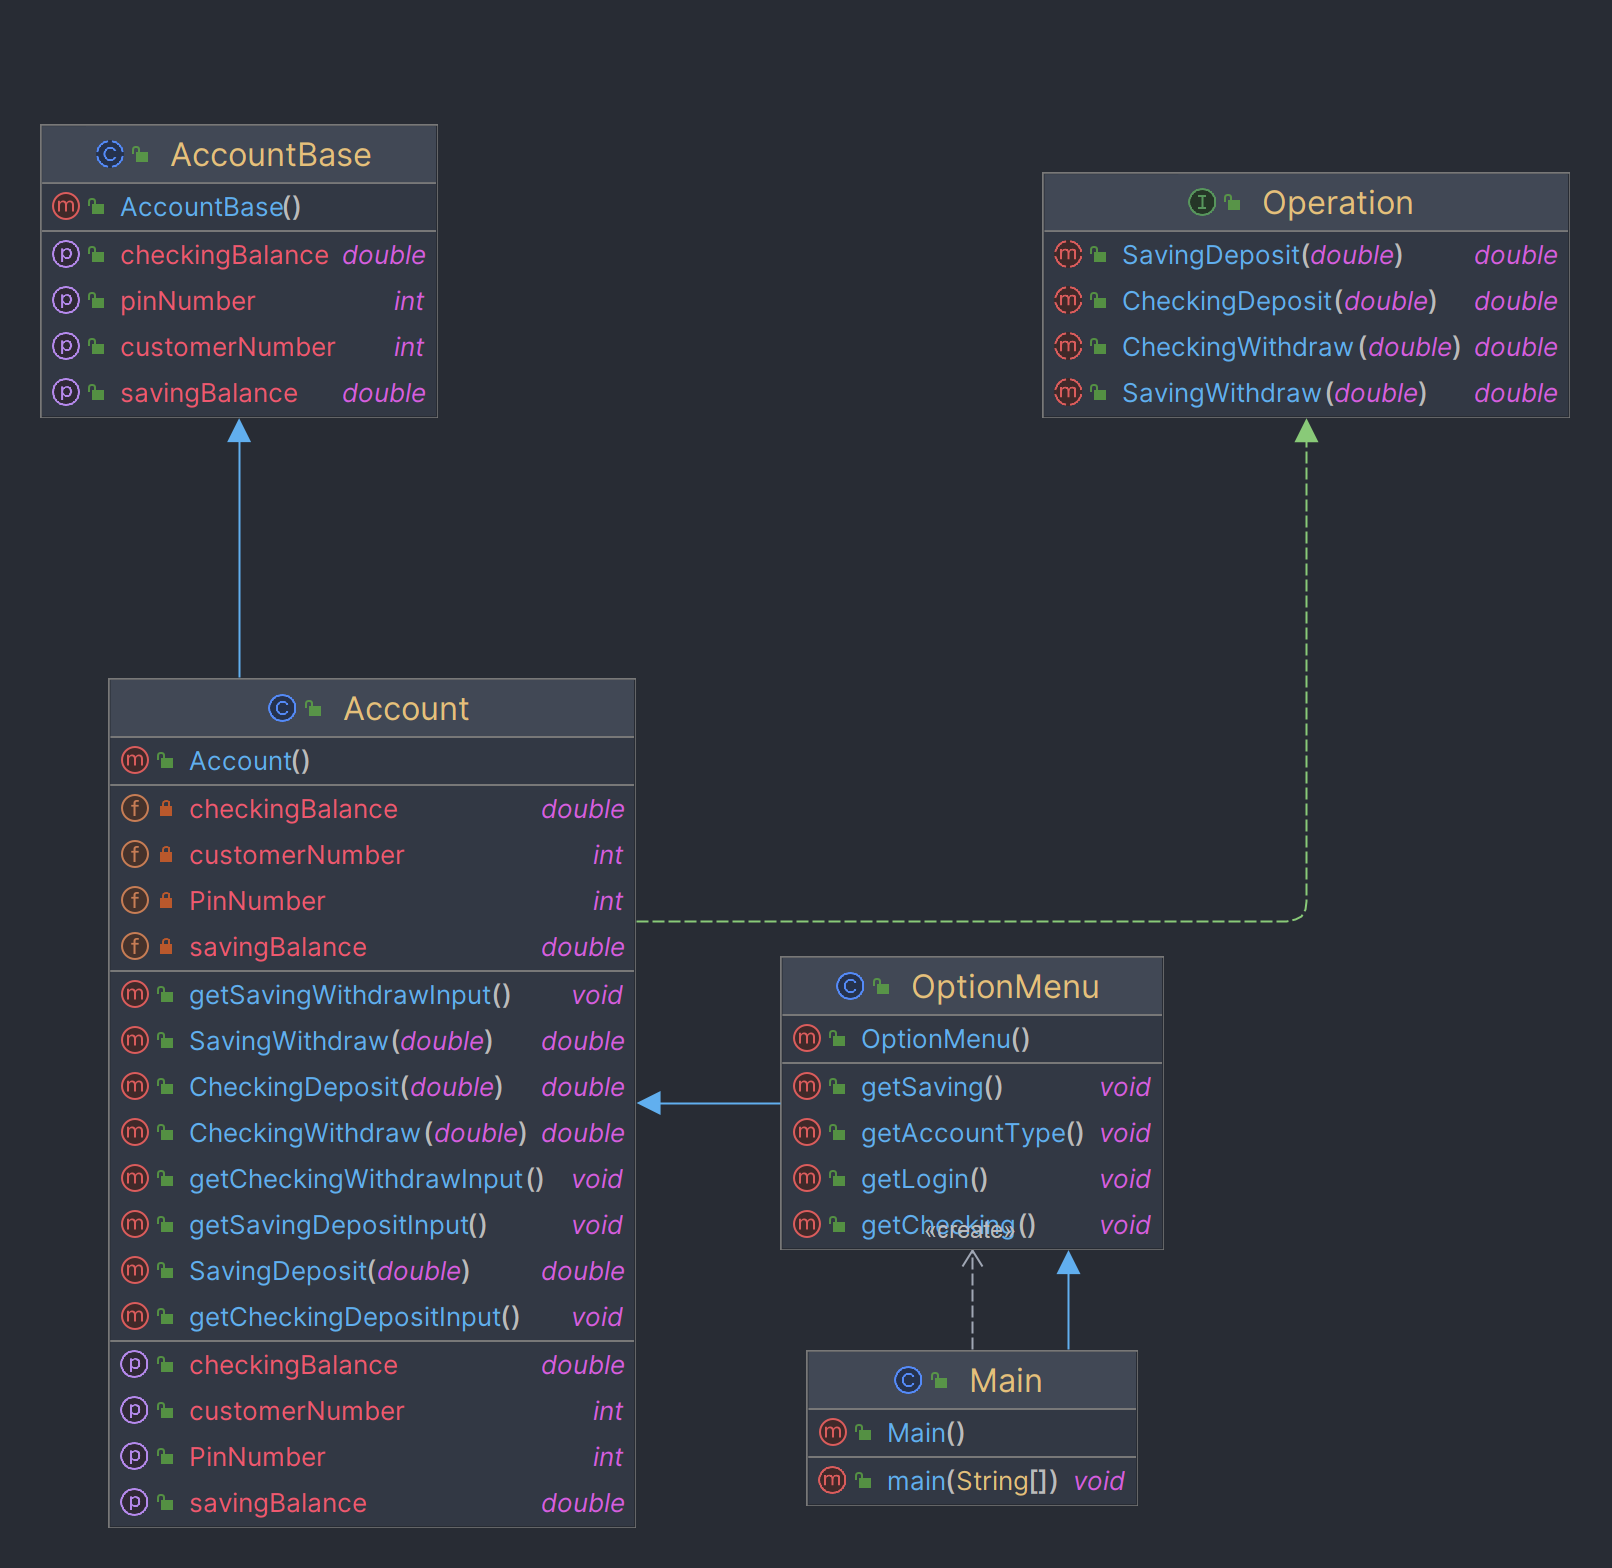 AccountBase
AccountBase()
checkingBalance double
pinNumber int
customerNumber int
savingBalance double
Operation
SavingDeposit(double) double
CheckingDeposit(double) double
CheckingWithdraw(double) double
SavingWithdraw(double) double
Account
Account()
checkingBalance double
customerNumber int
PinNumber int
savingBalance double
getSavingWithdrawInput() void
SavingWithdraw(double) double
CheckingDeposit(double) double
CheckingWithdraw(double) double
getCheckingWithdrawInput() void
getSavingDepositInput() void
SavingDeposit(double) double
getCheckingDepositInput() void
checkingBalance double
customerNumber int
PinNumber int
savingBalance double
OptionMenu
OptionMenu()
getSaving() void
getAccountType() void
getLogin() void
getChecking() void
«create»
Main
Main()
main(String[]) void